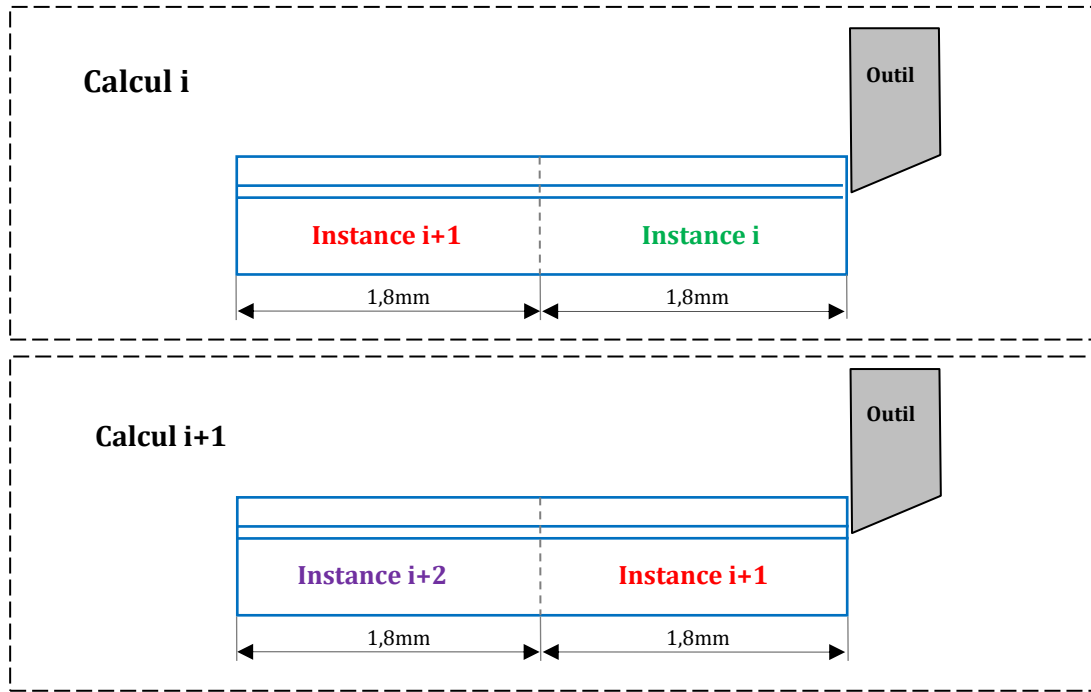 Outil
Calcul i
Instance i+1
Instance i
1,8mm
1,8mm
Outil
Calcul i+1
Instance i+2
Instance i+1
1,8mm
1,8mm